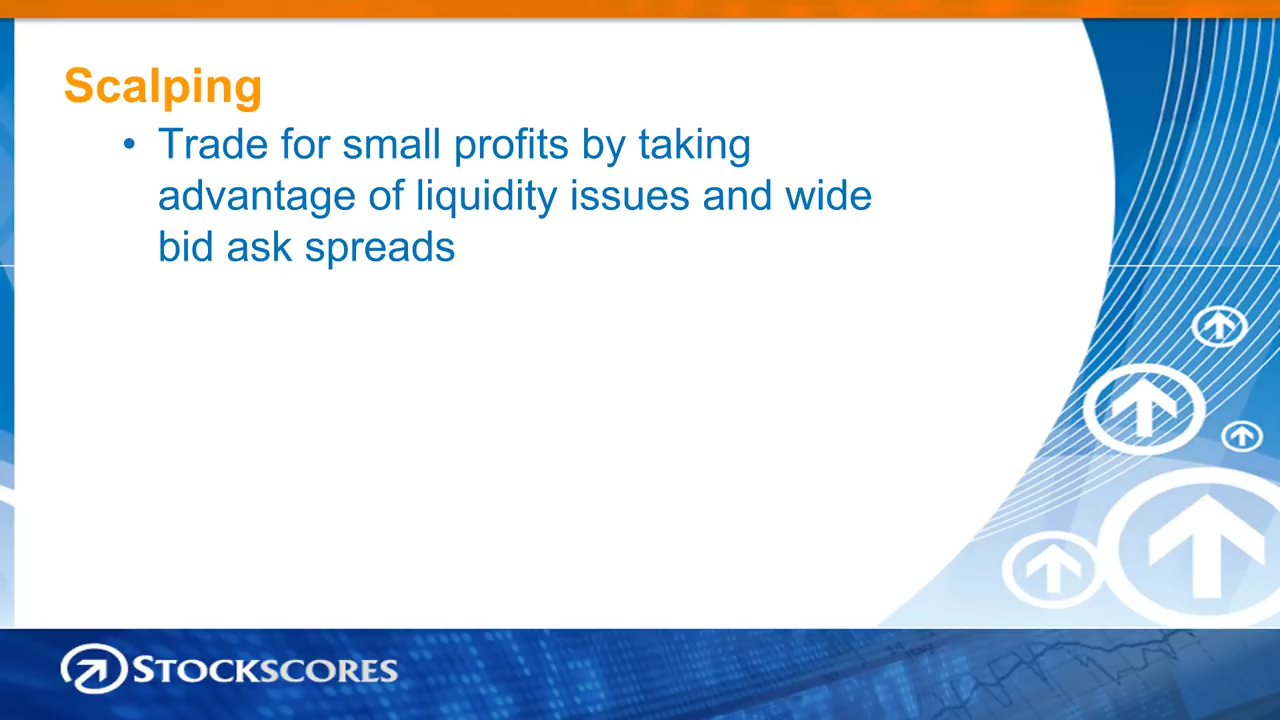 Scalping
• Trade for small profits by taking
advantage of liquidity issues and wide
bid ask spreads
STOCKSCORES